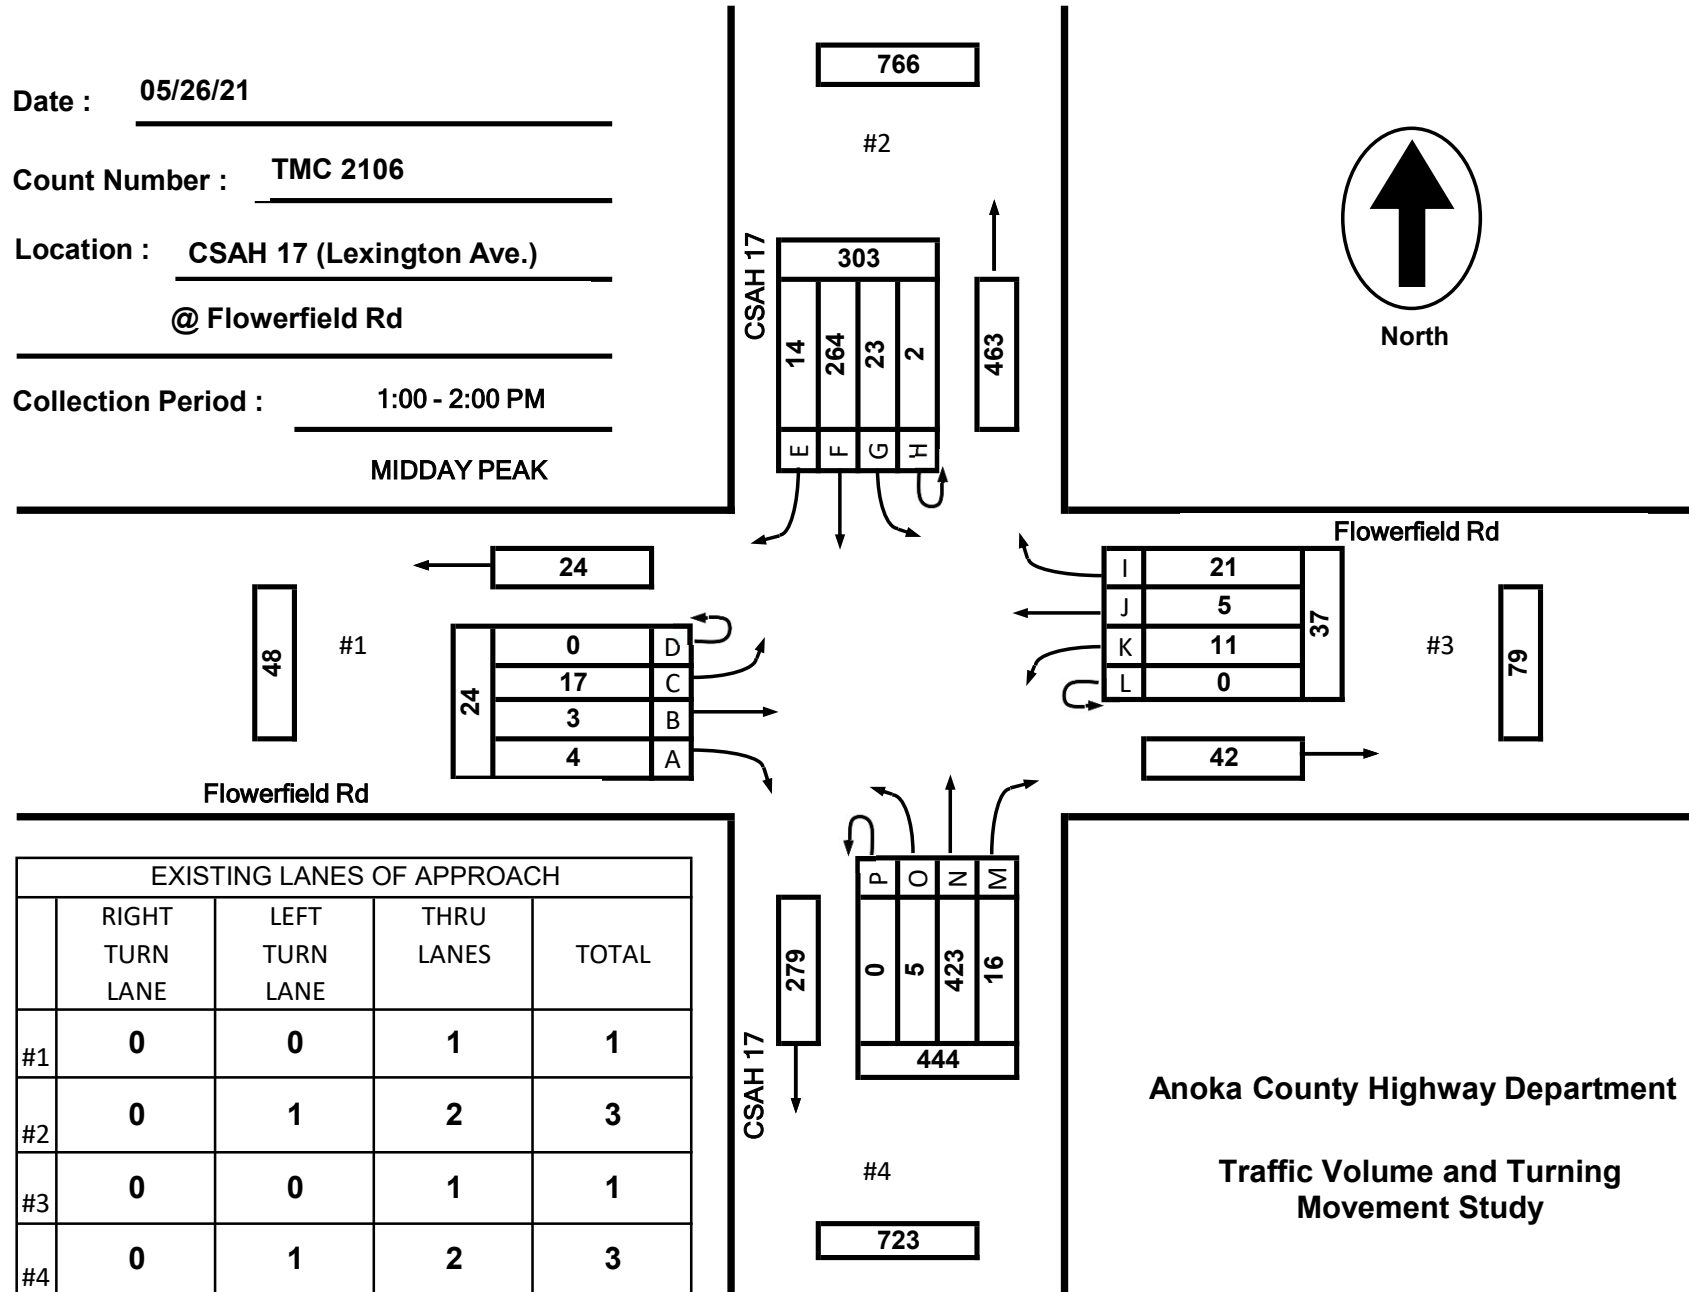 Date : 05/26/21
Count Number : TMC 2106
Location : CSAH 17 (Lexington Ave.)
@ Flowerfield Rd
Collection Period : 1:00 - 2:00 PM
MIDDAY PEAK
766
#2
CSAH 17
303
14 264 23 2
E F G H
463
North
Flowerfield Rd
24
48
#1
24
0 D
17 C
3 B
4 A
Flowerfield Rd
I 21
J 5
K 11
L 0
37
#3
79
42
P O N M
0 5 423 16
444
279
CSAH 17
#4
723
EXISTING LANES OF APPROACH
RIGHT TURN LANE
LEFT TURN LANE
THRU LANES
TOTAL
#1 0 0 1 1
#2 0 1 2 3
#3 0 0 1 1
#4 0 1 2 3
Anoka County Highway Department
Traffic Volume and Turning
Movement Study